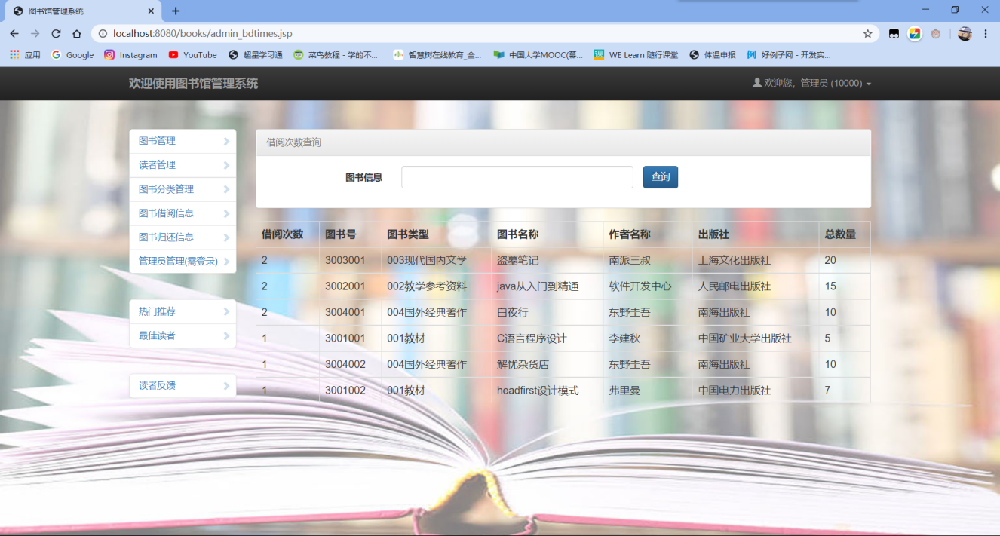 图书馆管理系统
localhost:8080/books/admin_bdtimes.jsp
应用 Google Instagram YouTube 超星学习通 菜鸟教程 - 学的不... 智慧树在线教育_全... 中国大学MOOC(慕... WE Learn 随行课堂 体温申报 好例子网 - 开发实...
欢迎使用图书馆管理系统 欢迎您，管理员 (10000)
图书管理
读者管理
图书分类管理
图书借阅信息
图书归还信息
管理员管理(需登录)
热门推荐
最佳读者
读者反馈
借阅次数查询
图书信息 查询
借阅次数 图书号 图书类型 图书名称 作者名称 出版社 总数量
2 3003001 003现代国内文学 盗墓笔记 南派三叔 上海文化出版社 20
2 3002001 002教学参考资料 java从入门到精通 软件开发中心 人民邮电出版社 15
2 3004001 004国外经典著作 白夜行 东野圭吾 南海出版社 10
1 3001001 001教材 C语言程序设计 李建秋 中国矿业大学出版社 5
1 3004002 004国外经典著作 解忧杂货店 东野圭吾 南海出版社 10
1 3001002 001教材 headfirst设计模式 弗里曼 中国电力出版社 7